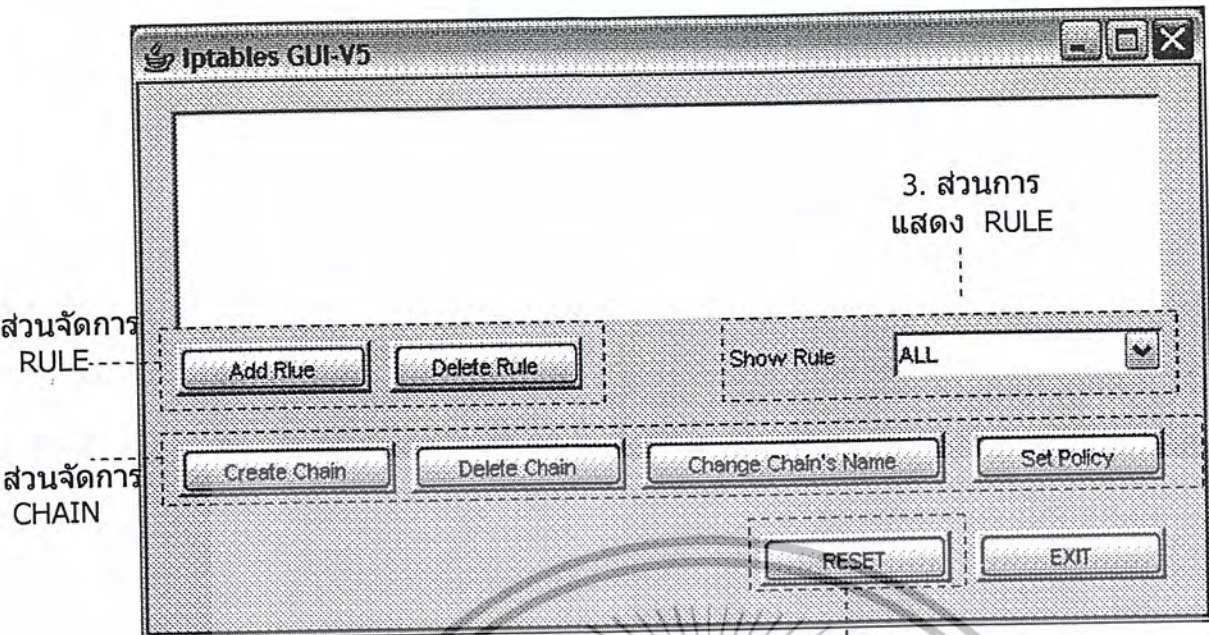 Iptables GUI-V5
3. ส่วนการ
แสดง RULE
ส่วนจัดการ
RULE
Add Rlue
Delete Rule
Show Rule
ALL
ส่วนจัดการ
CHAIN
Create Chain
Delete Chain
Change Chain's Name
Set Policy
RESET
EXIT